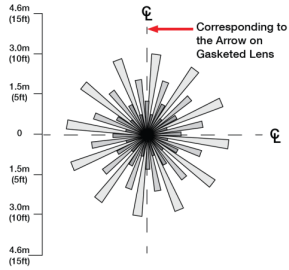 4.6m
(15ft)
℄
Corresponding to
the Arrow on
Gasketed Lens
3.0m
(10ft)
1.5m
(5ft)
0
℄
1.5m
(5ft)
3.0m
(10ft)
4.6m
(15ft)